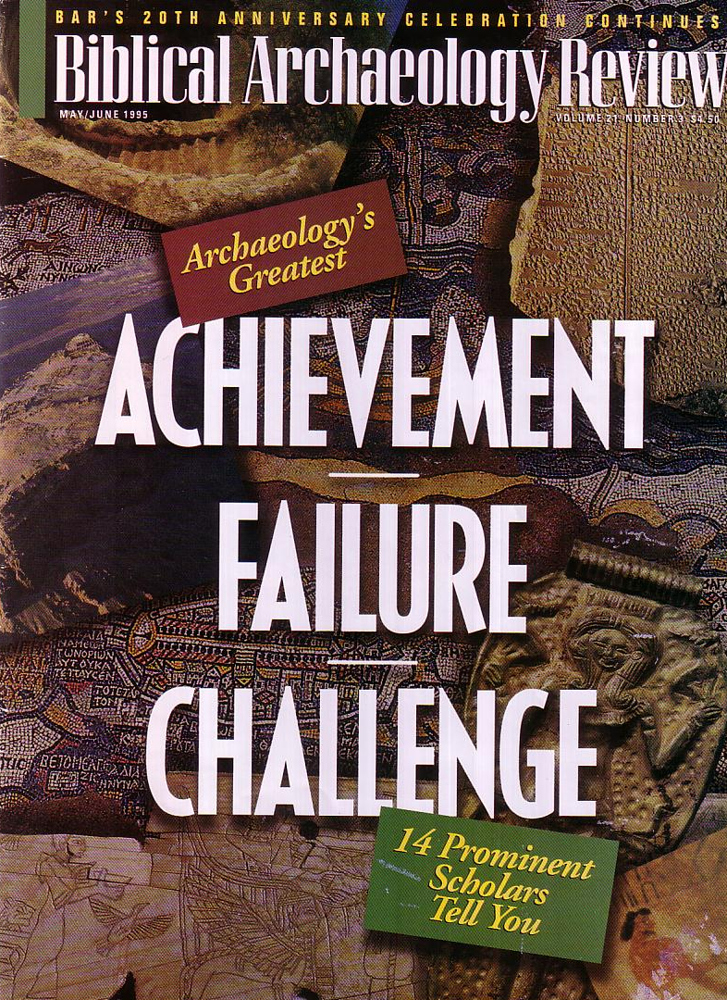 BAR'S 20TH ANNIVERSARY CELEBRATION CONTINUES
Biblical Archaeology Review
MAY/JUNE 1995
VOLUME 21 NUMBER 3 $4.50
Archaeology's
Greatest
ACHIEVEMENT
FAILURE
CHALLENGE
14 Prominent
Scholars
Tell You